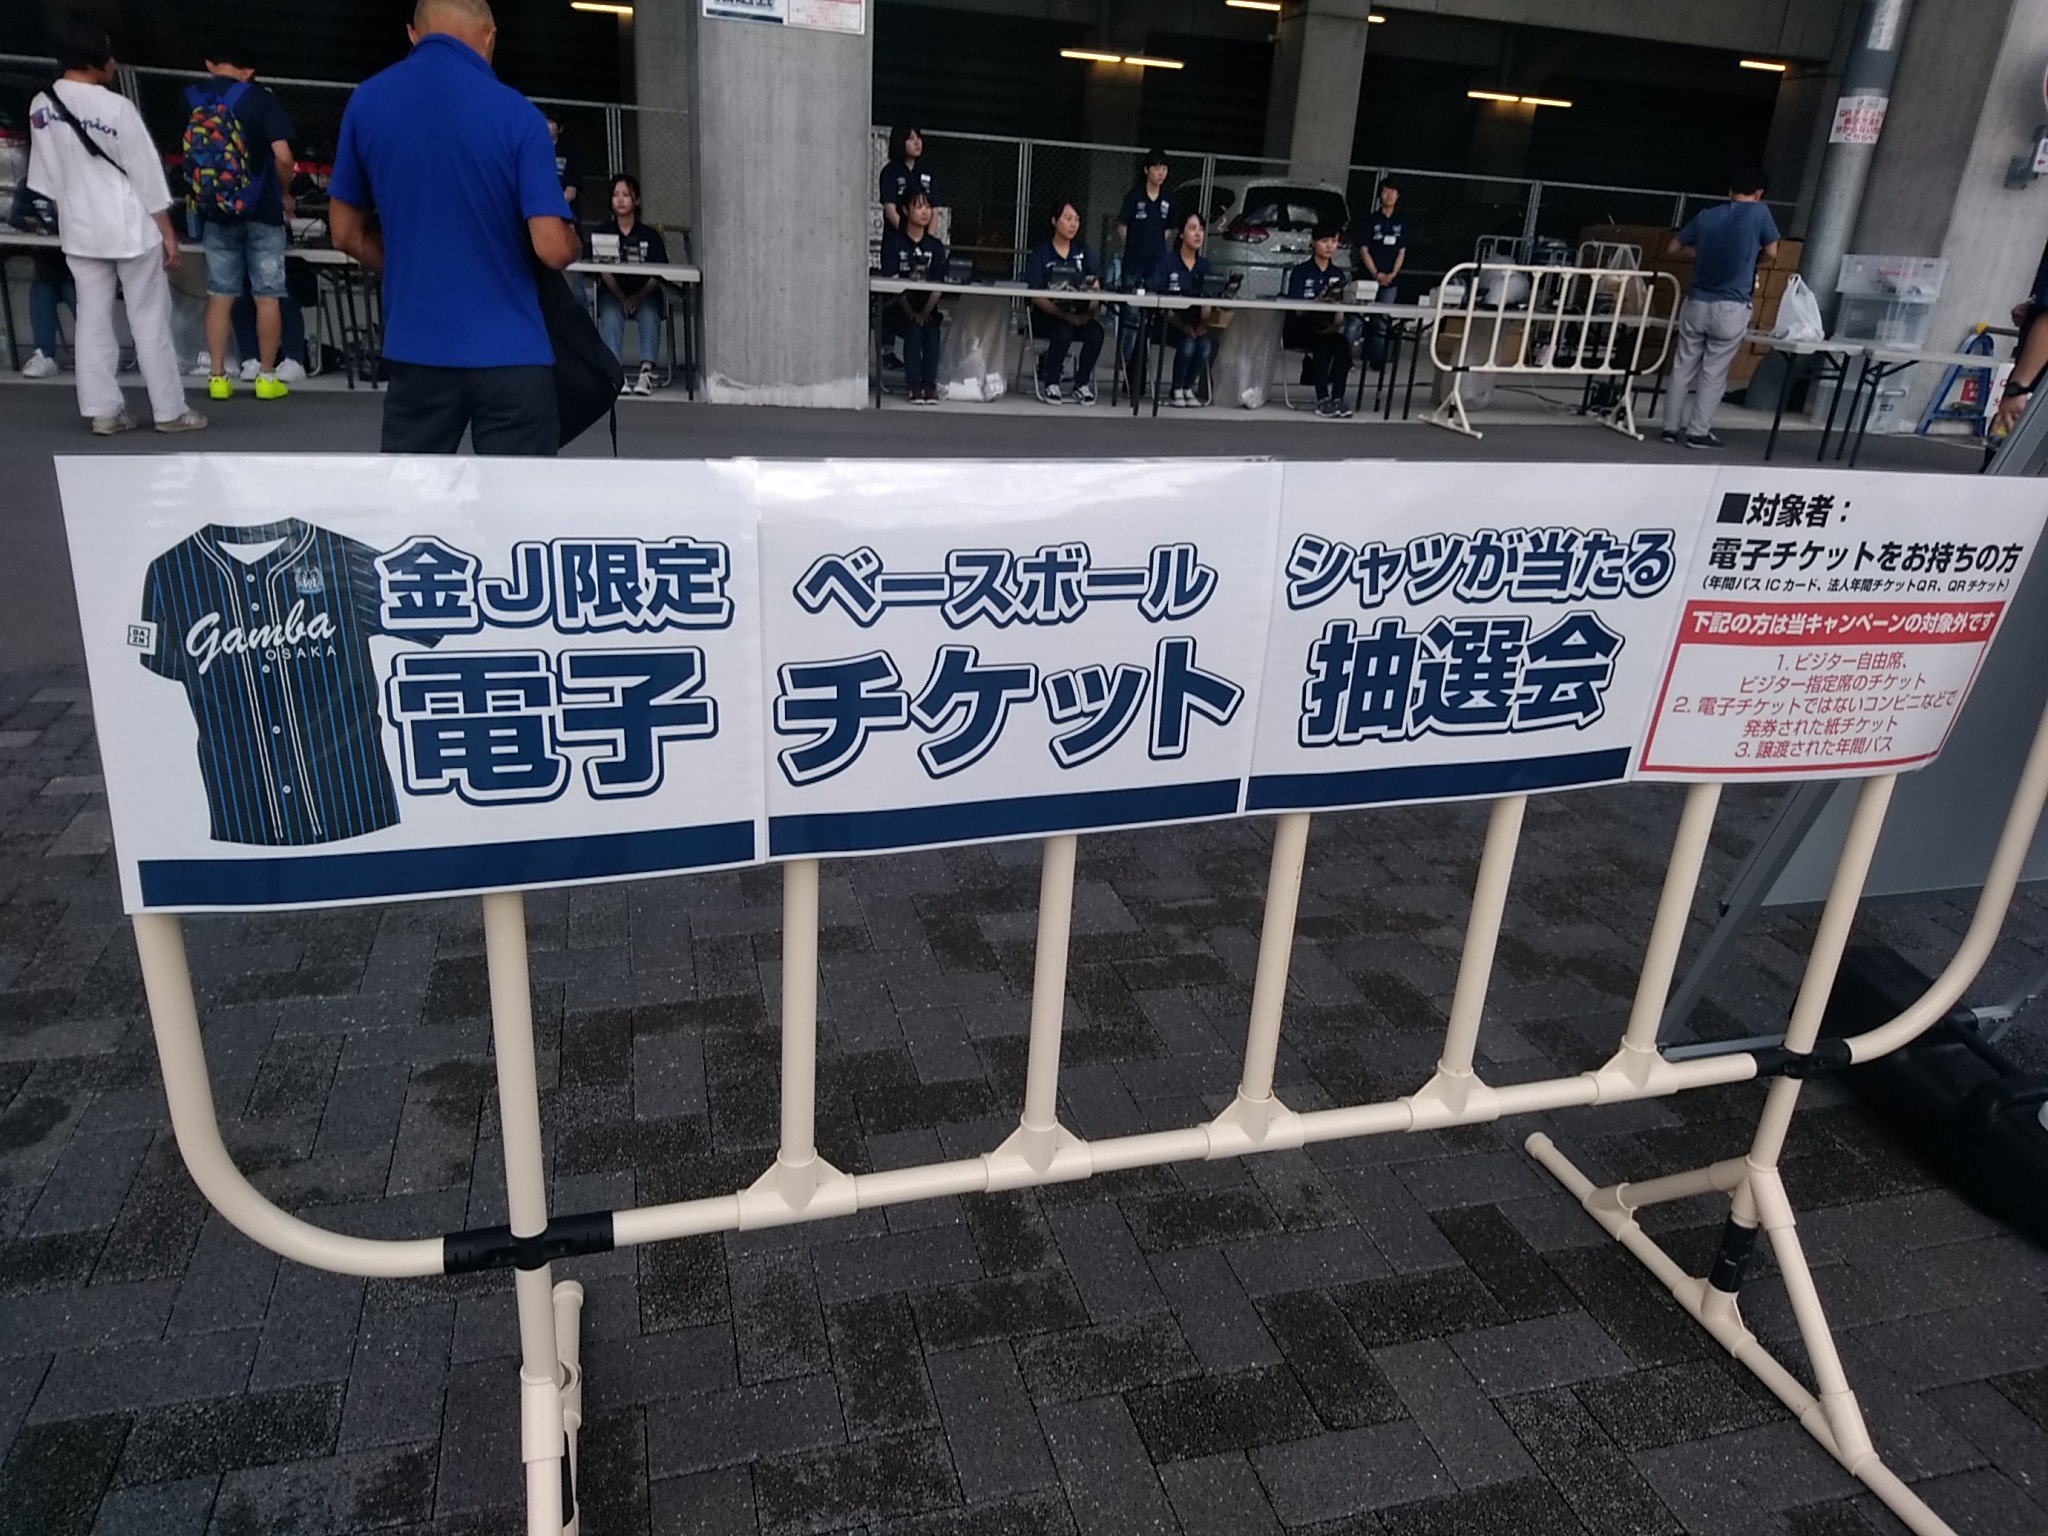 Champion
Gamba
OSAKA
DAZN
金J限定
電子
ベースボール
チケット
シャツが当たる
抽選会
■対象者：
電子チケットをお持ちの方
（年間パスICカード、法人年間チケットQR、QRチケット）
下記の方は当キャンペーンの対象外です
1. ビジター自由席、
ビジター指定席のチケット
2. 電子チケットではないコンビニなどで
発券された紙チケット
3. 譲渡された年間パス